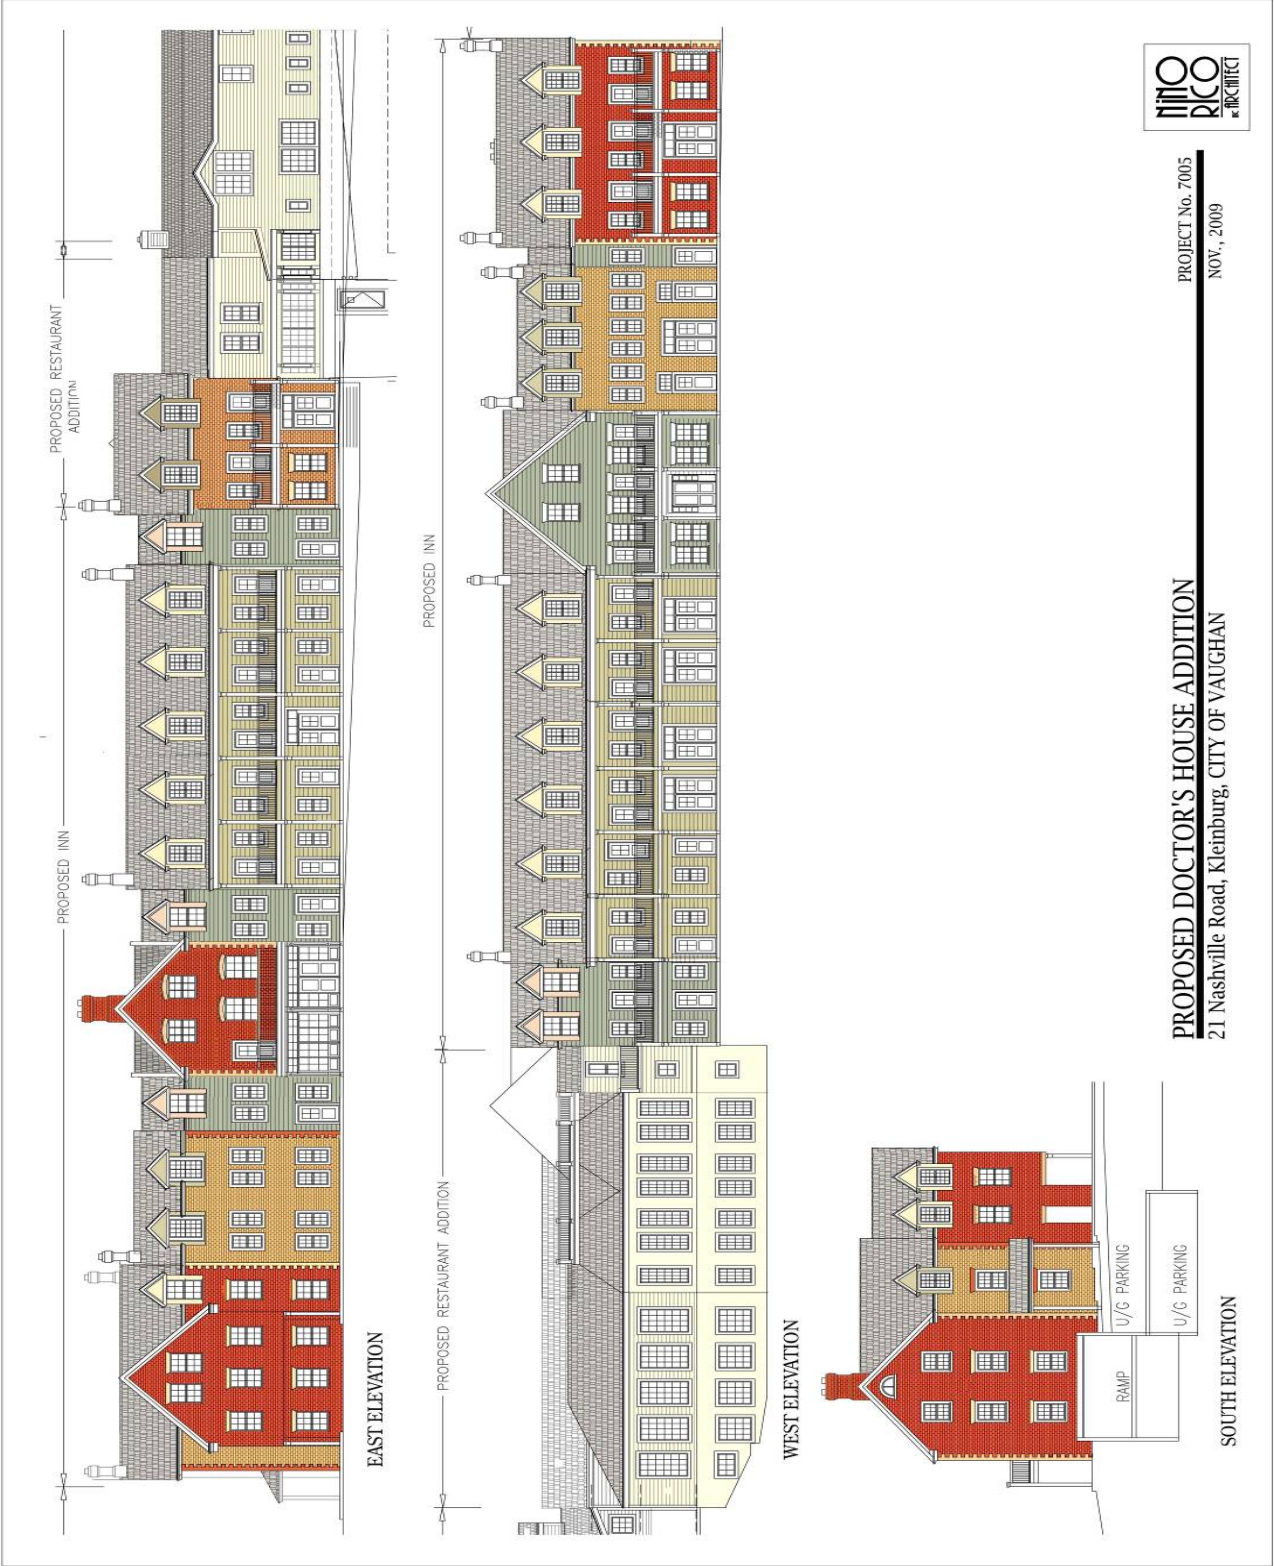 PROPOSED INN
PROPOSED RESTAURANT
ADDITION
EAST ELEVATION
PROPOSED RESTAURANT ADDITION
PROPOSED INN
WEST ELEVATION
RAMP
U/G PARKING
U/G PARKING
SOUTH ELEVATION
PROPOSED DOCTOR'S HOUSE ADDITION
21 Nashville Road, Kleinburg, CITY OF VAUGHAN
PROJECT No. 7005
NOV., 2009
NINO
RICO
ARCHITECT